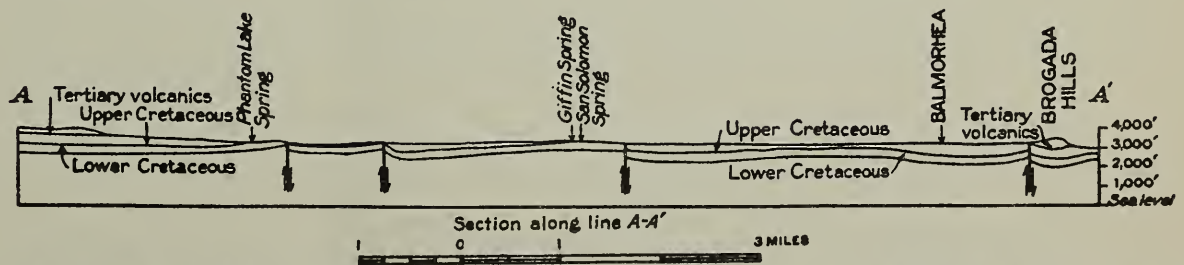 A
Tertiary volcanics
Upper Cretaceous
Lower Cretaceous
Phantom Lake
Spring
Giffin Spring
San Solomon
Spring
Upper Cretaceous
Lower Cretaceous
BALMORHEA
Tertiary
volcanics
BROGADA
HILLS
A'
4,000'
3,000'
2,000'
1,000'
Sea level
Section along line A-A'
1 0 1 3 MILES